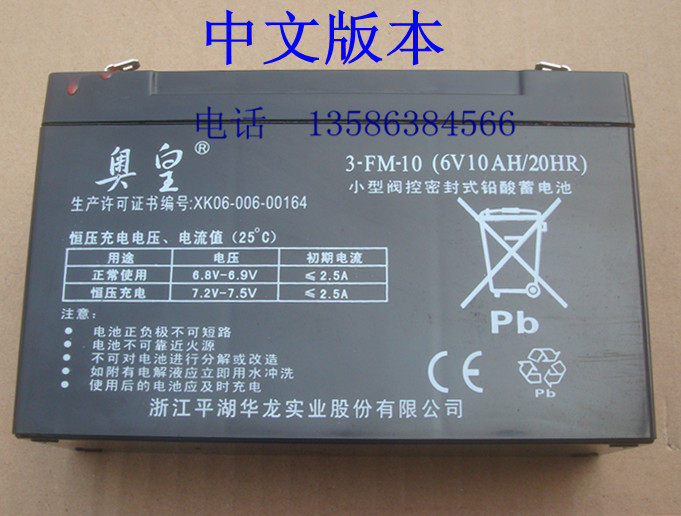 中文版本
电话 13586384566
奥皇®
3-FM-10 (6V10AH/20HR)
小型阀控密封式铅酸蓄电池
生产许可证书编号:XK06-006-00164
恒压充电电压、电流值(25℃)
用途 电压 初期电流
正常使用 6.8V-6.9V ≤2.5A
恒压充电 7.2V-7.5V ≤2.5A
注意:
● 电池正负极不可短路
● 电池不可靠近火源
● 不可对电池进行分解或改造
● 如附有电解液应立即用水冲洗
● 使用后的电池应及时充电
Pb
CE
Pb
浙江平湖华龙实业股份有限公司